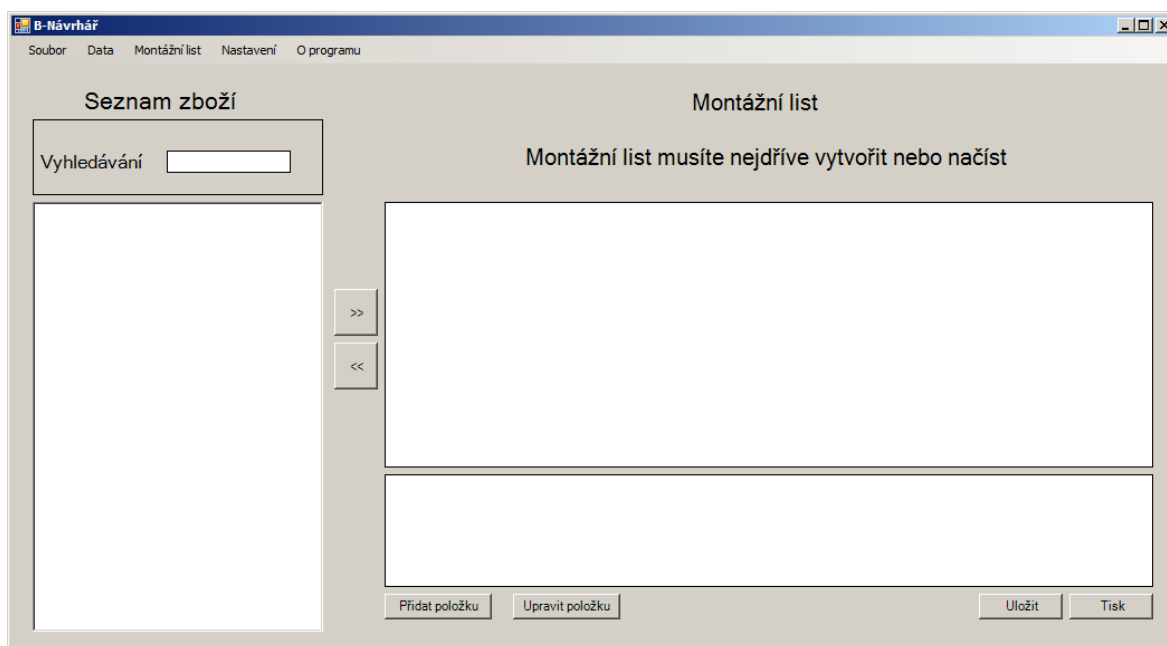 B-Návrhář
Soubor Data Montážní list Nastavení O programu
Seznam zboží
Vyhledávání
Montážní list
Montážní list musíte nejdříve vytvořit nebo načíst
>>
<<
Přidat položku Upravit položku Uložit Tisk